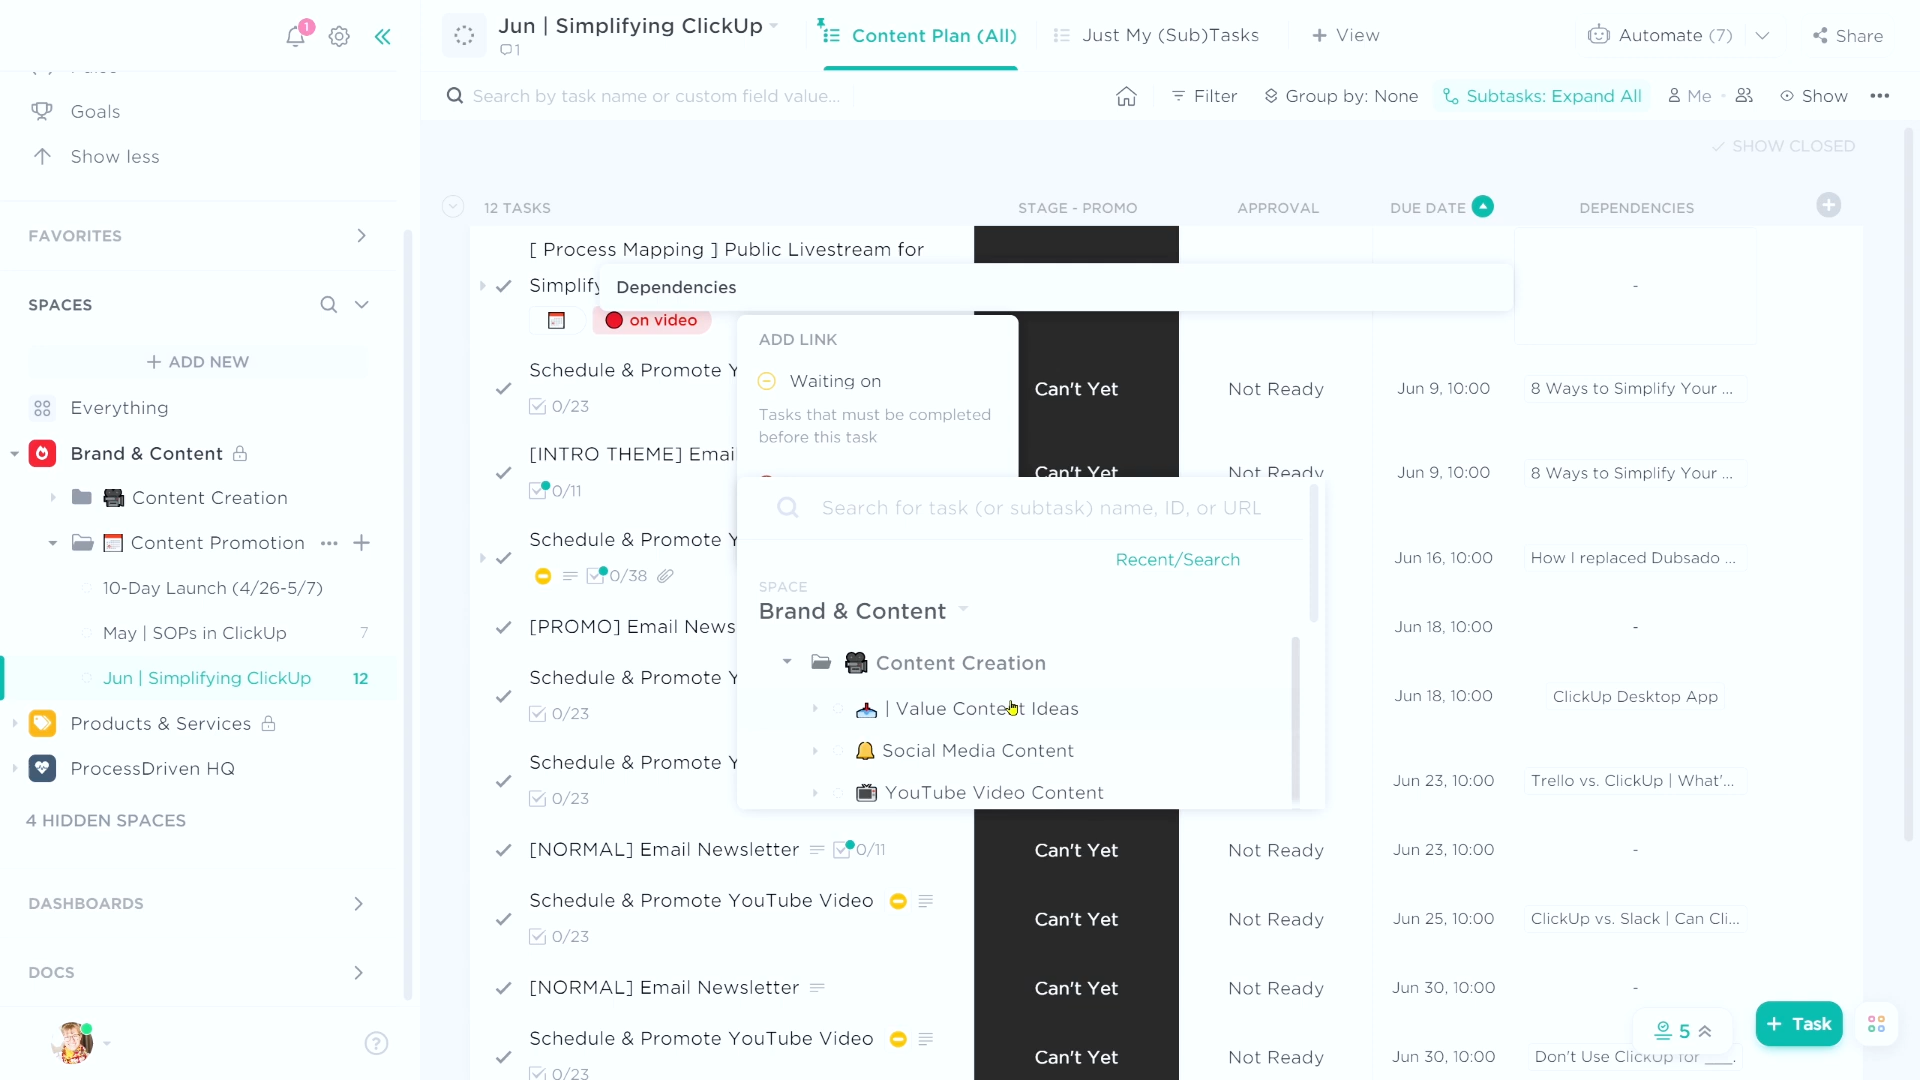 1
Goals
Show less
FAVORITES
SPACES
+ ADD NEW
Everything
Brand & Content
Content Creation
Content Promotion
10-Day Launch (4/26-5/7)
May | SOPs in ClickUp 7
Jun | Simplifying ClickUp 12
Products & Services
ProcessDriven HQ
4 HIDDEN SPACES
DASHBOARDS
DOCS
?
Jun | Simplifying ClickUp
1
Content Plan (All)
Just My (Sub)Tasks
+ View
Automate (7)
Share
Search by task name or custom field value...
Filter
Group by: None
Subtasks: Expand All
Me
Show
SHOW CLOSED
12 TASKS STAGE - PROMO APPROVAL DUE DATE DEPENDENCIES
[ Process Mapping ] Public Livestream for
Simplify
-
on video
Dependencies
ADD LINK
Waiting on
Tasks that must be completed
before this task
Search for task (or subtask) name, ID, or URL
Recent/Search
SPACE
Brand & Content
Content Creation
| Value Content Ideas
Social Media Content
YouTube Video Content
Schedule & Promote Y
0/23
Can't Yet Not Ready Jun 9, 10:00 8 Ways to Simplify Your ...
[INTRO THEME] Emai
0/11
Can't Yet Not Ready Jun 9, 10:00 8 Ways to Simplify Your ...
Schedule & Promote Y
0/38
Jun 16, 10:00 How I replaced Dubsado ...
[PROMO] Email News
Jun 18, 10:00 -
Schedule & Promote Y
0/23
Jun 18, 10:00 ClickUp Desktop App
Schedule & Promote Y
0/23
Jun 23, 10:00 Trello vs. ClickUp | What'...
[NORMAL] Email Newsletter 0/11 Can't Yet Not Ready Jun 23, 10:00 -
Schedule & Promote YouTube Video
0/23
Can't Yet Not Ready Jun 25, 10:00 ClickUp vs. Slack | Can Cli...
[NORMAL] Email Newsletter Can't Yet Not Ready Jun 30, 10:00 -
Schedule & Promote YouTube Video
0/23
Can't Yet Not Ready Jun 30, 10:00 Don't Use ClickUp for ___.
5
+ Task